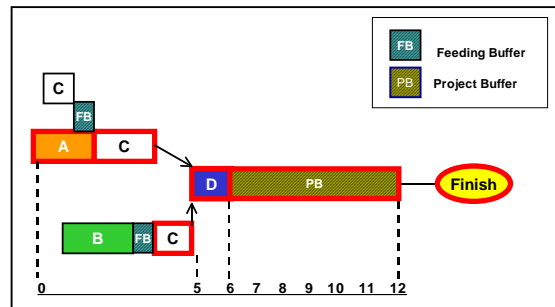 FB Feeding Buffer
PB Project Buffer
C
FB
A C
D PB Finish
B FB C
0 5 6 7 8 9 10 11 12